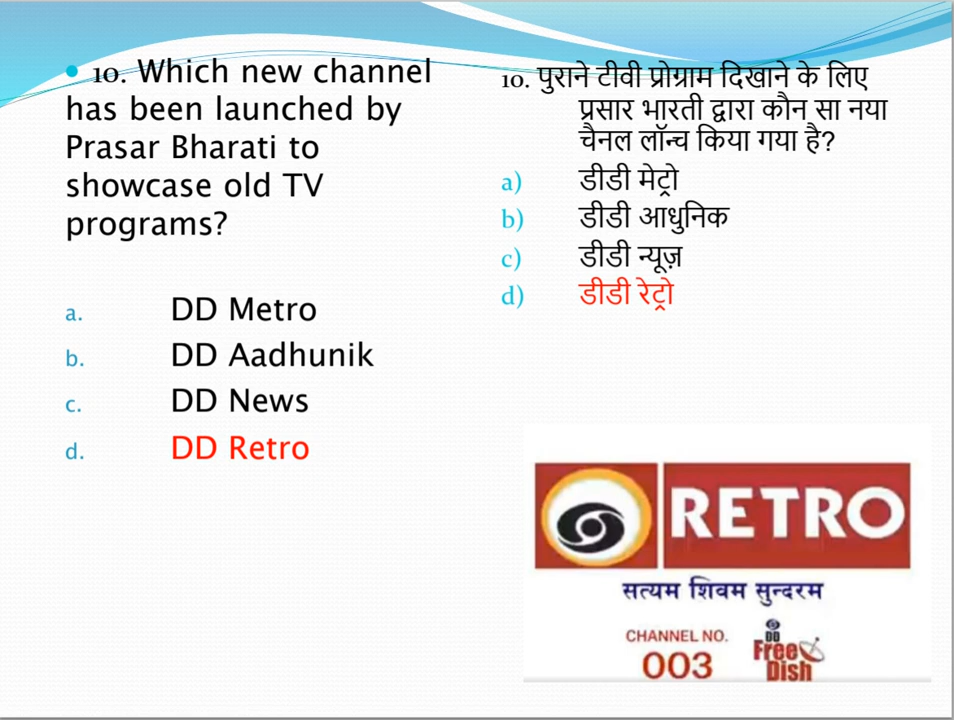 10. Which new channel
has been launched by
Prasar Bharati to
showcase old TV
programs?
a. DD Metro
b. DD Aadhunik
c. DD News
d. DD Retro
10. पुराने टीवी प्रोग्राम दिखाने के लिए
प्रसार भारती द्वारा कौन सा नया
चैनल लॉन्च किया गया है?
a) डीडी मेट्रो
b) डीडी आधुनिक
c) डीडी न्यूज़
d) डीडी रेट्रो
RETRO
सत्यम शिवम सुन्दरम
CHANNEL NO.
003
DD
Free
Dish